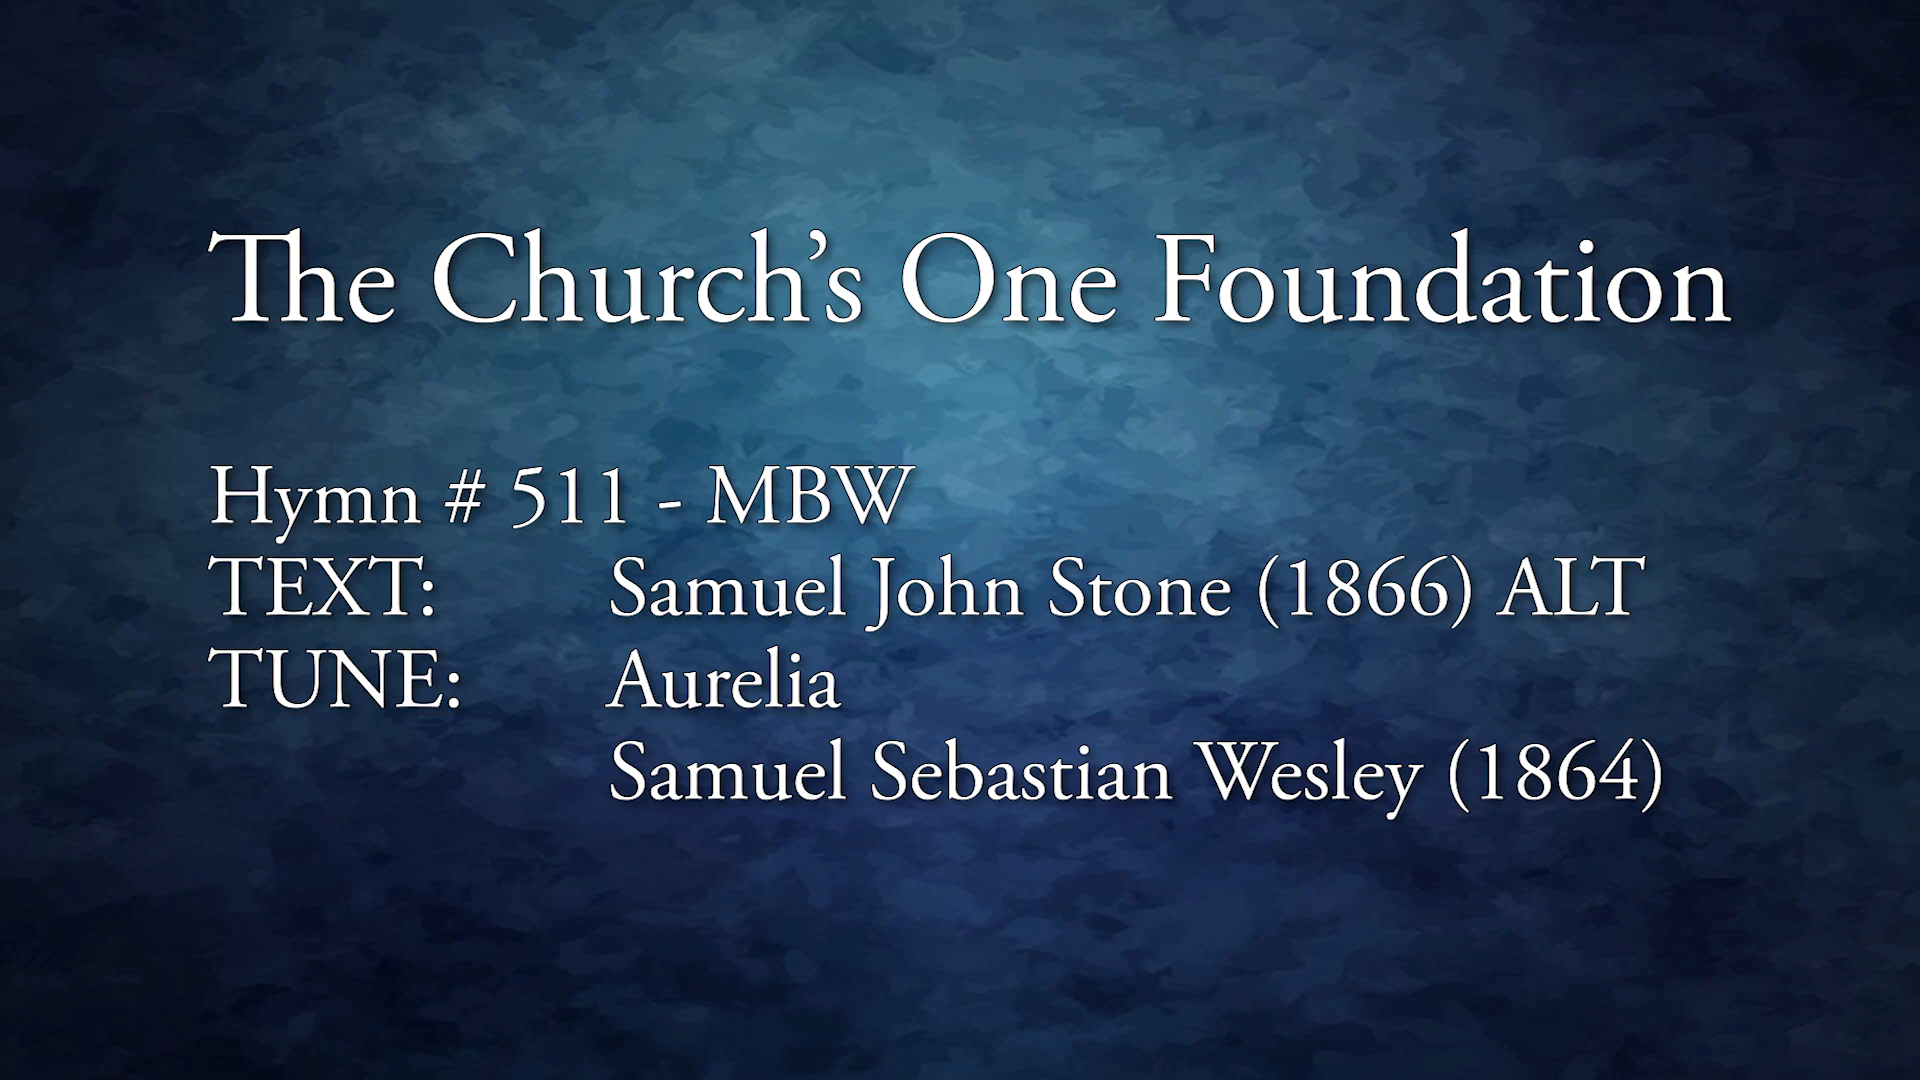 The Church’s One Foundation
Hymn # 511 - MBW
TEXT: Samuel John Stone (1866) ALT
TUNE: Aurelia
Samuel Sebastian Wesley (1864)